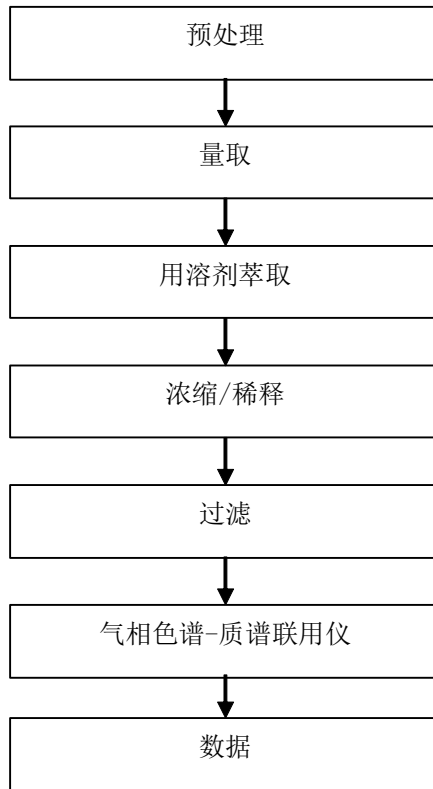 预处理
量取
用溶剂萃取
浓缩/稀释
过滤
气相色谱-质谱联用仪
数据